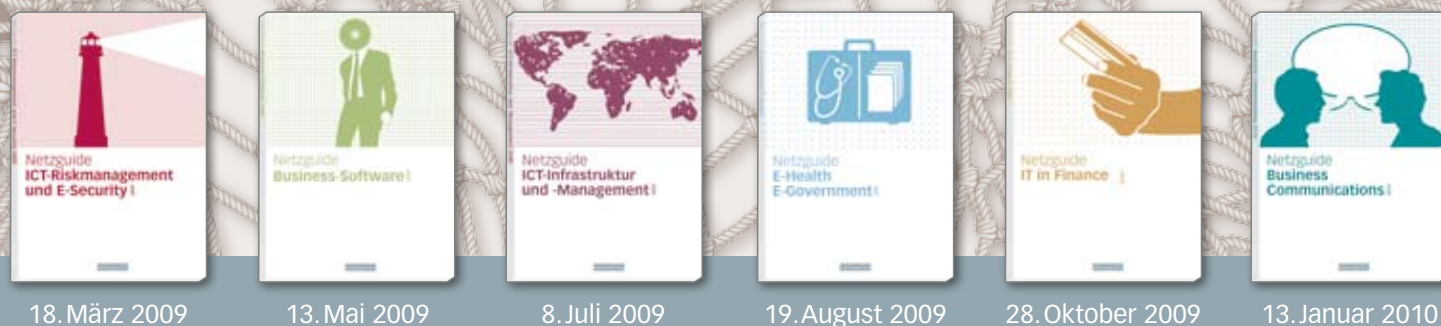 Netzguide
ICT-Riskmanagement
und E-Security
Netzguide
Business-Software
Netzguide
ICT-Infrastruktur
und -Management
Netzguide
E-Health
E-Government
Netzguide
IT in Finance
Netzguide
Business
Communications
18. März 2009
13. Mai 2009
8. Juli 2009
19. August 2009
28. Oktober 2009
13. Januar 2010